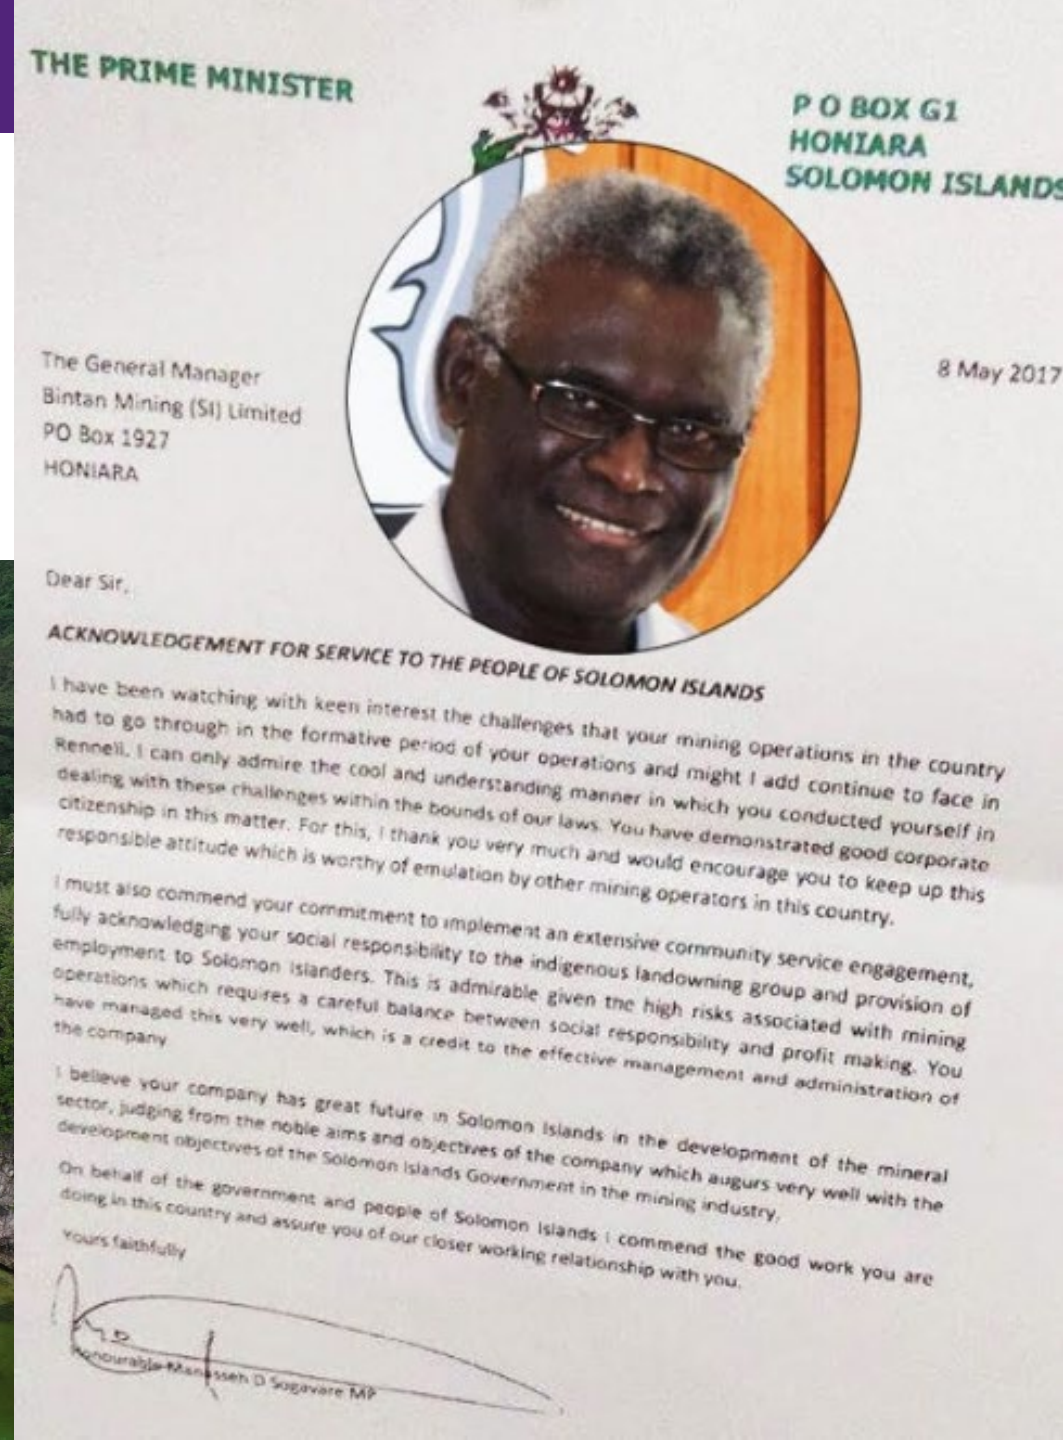 THE PRIME MINISTER
P O BOX G1
HONIARA
SOLOMON ISLANDS
The General Manager
Bintan Mining (SI) Limited
PO Box 1927
HONIARA
8 May 2017
Dear Sir,
ACKNOWLEDGEMENT FOR SERVICE TO THE PEOPLE OF SOLOMON ISLANDS
I have been watching with keen interest the challenges that your mining operations in the country
had to go through in the formative period of your operations and might I add continue to face in
Rennell. I can only admire the cool and understanding manner in which you conducted yourself in
dealing with these challenges within the bounds of our laws. You have demonstrated good corporate
citizenship in this matter. For this, I thank you very much and would encourage you to keep up this
responsible attitude which is worthy of emulation by other mining operators in this country.
I must also commend your commitment to implement an extensive community service engagement,
fully acknowledging your social responsibility to the indigenous landowning group and provision of
employment to Solomon Islanders. This is admirable given the high risks associated with mining
operations which requires a careful balance between social responsibility and profit making. You
have managed this very well, which is a credit to the effective management and administration of
the company
I believe your company has great future in Solomon Islands in the development of the mineral
sector, judging from the noble aims and objectives of the company which augurs very well with the
development objectives of the Solomon Islands Government in the mining industry.
On behalf of the government and people of Solomon Islands I commend the good work you are
doing in this country and assure you of our closer working relationship with you.
Yours faithfully
Honourable Manasseh D Sogavare MP